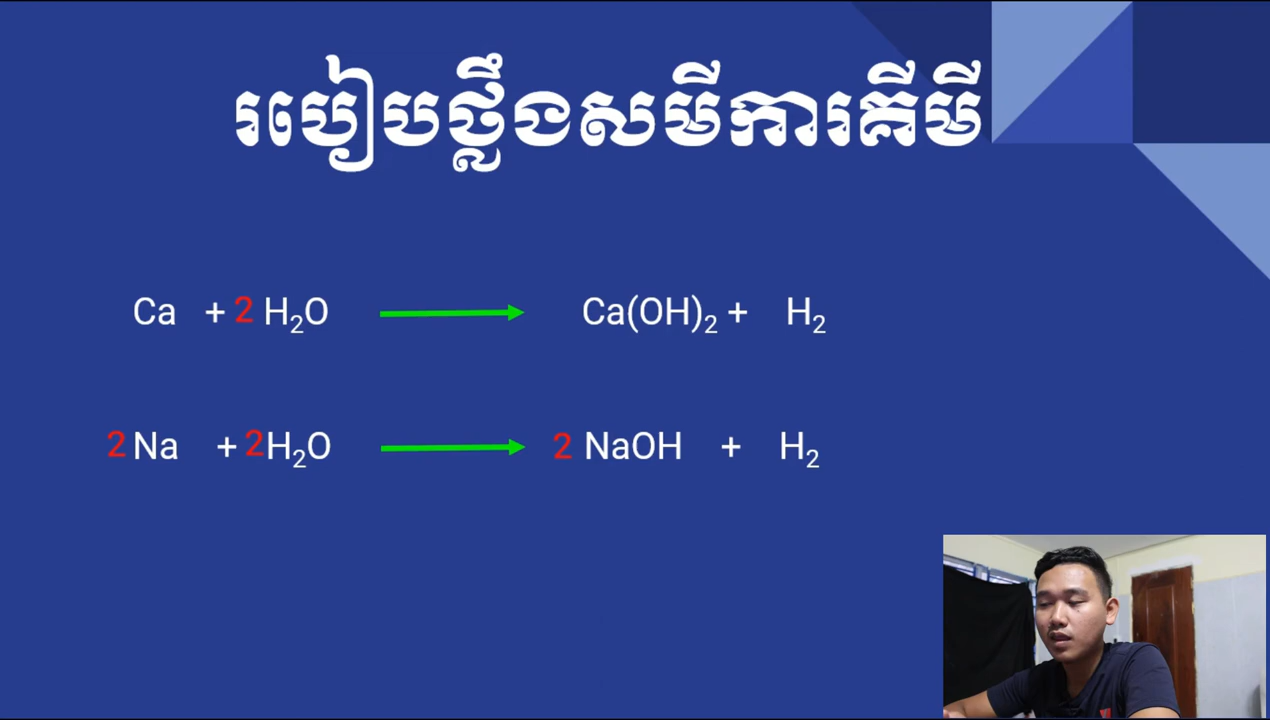 របៀបថ្លឹងសមីការគីមី
Ca + 2 H₂O → Ca(OH)₂ + H₂
2 Na + 2H₂O → 2 NaOH + H₂